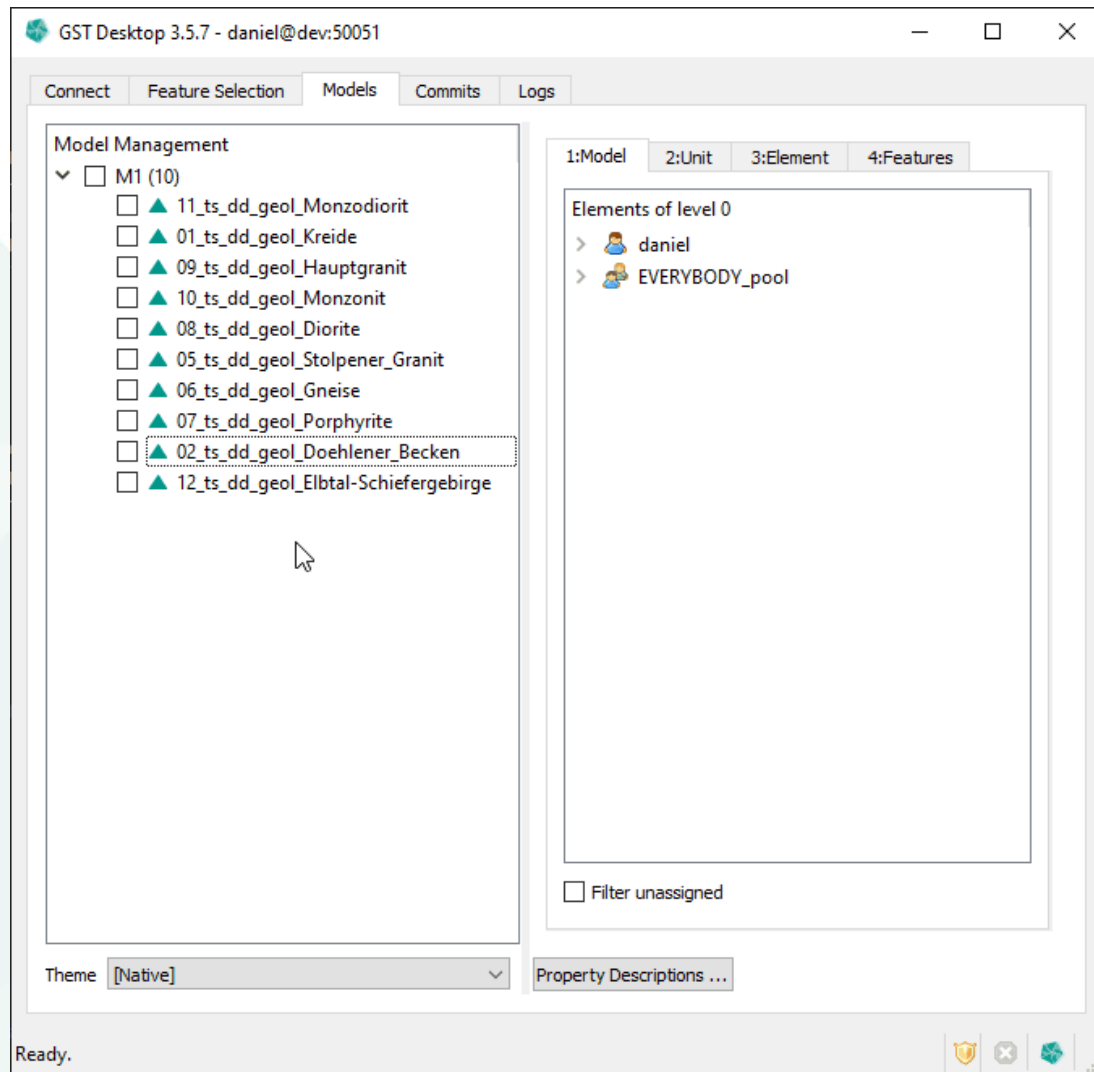 GST Desktop 3.5.7 - daniel@dev:50051
Connect Feature Selection Models Commits Logs
Model Management
M1 (10)
11_ts_dd_geol_Monzodiorit
01_ts_dd_geol_Kreide
09_ts_dd_geol_Hauptgranit
10_ts_dd_geol_Monzonit
08_ts_dd_geol_Diorite
05_ts_dd_geol_Stolpener_Granit
06_ts_dd_geol_Gneise
07_ts_dd_geol_Porphyrite
02_ts_dd_geol_Doehlener_Becken
12_ts_dd_geol_Elbtal-Schiefergebirge
Theme [Native]
1:Model 2:Unit 3:Element 4:Features
Elements of level 0
daniel
EVERYBODY_pool
Filter unassigned
Property Descriptions ...
Ready.